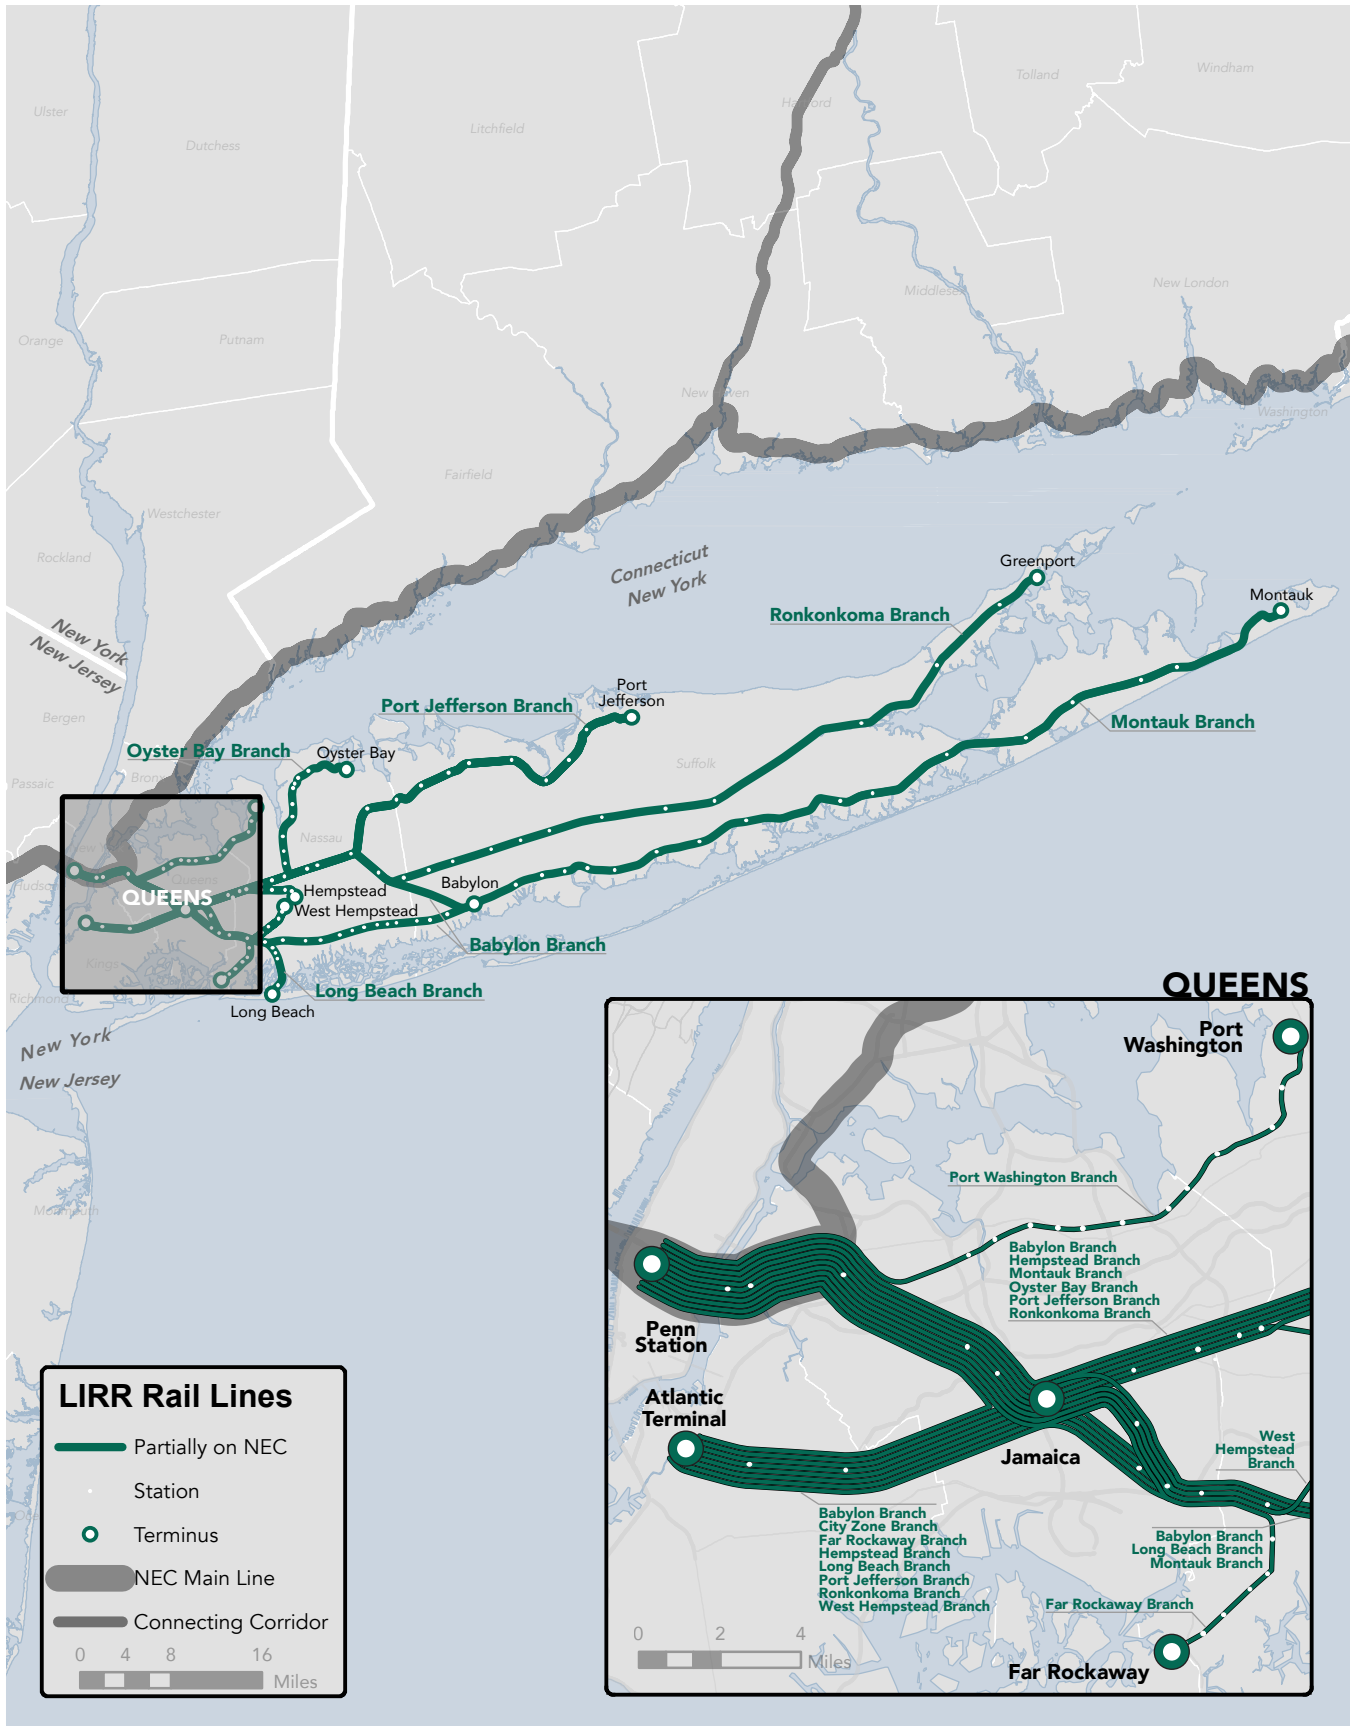 Windham
Tolland
Hartford
Ulster
Litchfield
Dutchess
New London
Middlesex
Orange
Putnam
New Haven
Washington
Fairfield
Westchester
Rockland
Connecticut
New York
Greenport
Montauk
Ronkonkoma Branch
New York
New Jersey
Port
Jefferson
Port Jefferson Branch
Bergen
Montauk Branch
Oyster Bay Branch
Oyster Bay
Suffolk
Passaic
Bronx
Nassau
New York
Queens
Hudson
QUEENS
Hempstead
West Hempstead
Babylon
Babylon Branch
Kings
Long Beach Branch
Richmond
Long Beach
New York
New Jersey
Monmouth
QUEENS
Port
Washington
Port Washington Branch
Babylon Branch
Hempstead Branch
Montauk Branch
Oyster Bay Branch
Port Jefferson Branch
Ronkonkoma Branch
Penn
Station
Atlantic
Terminal
Jamaica
West
Hempstead
Branch
Babylon Branch
City Zone Branch
Far Rockaway Branch
Hempstead Branch
Long Beach Branch
Port Jefferson Branch
Ronkonkoma Branch
West Hempstead Branch
Babylon Branch
Long Beach Branch
Montauk Branch
Far Rockaway Branch
Far Rockaway
0 2 4
Miles
LIRR Rail Lines
Partially on NEC
Station
Terminus
NEC Main Line
Connecting Corridor
0 4 8 16
Miles